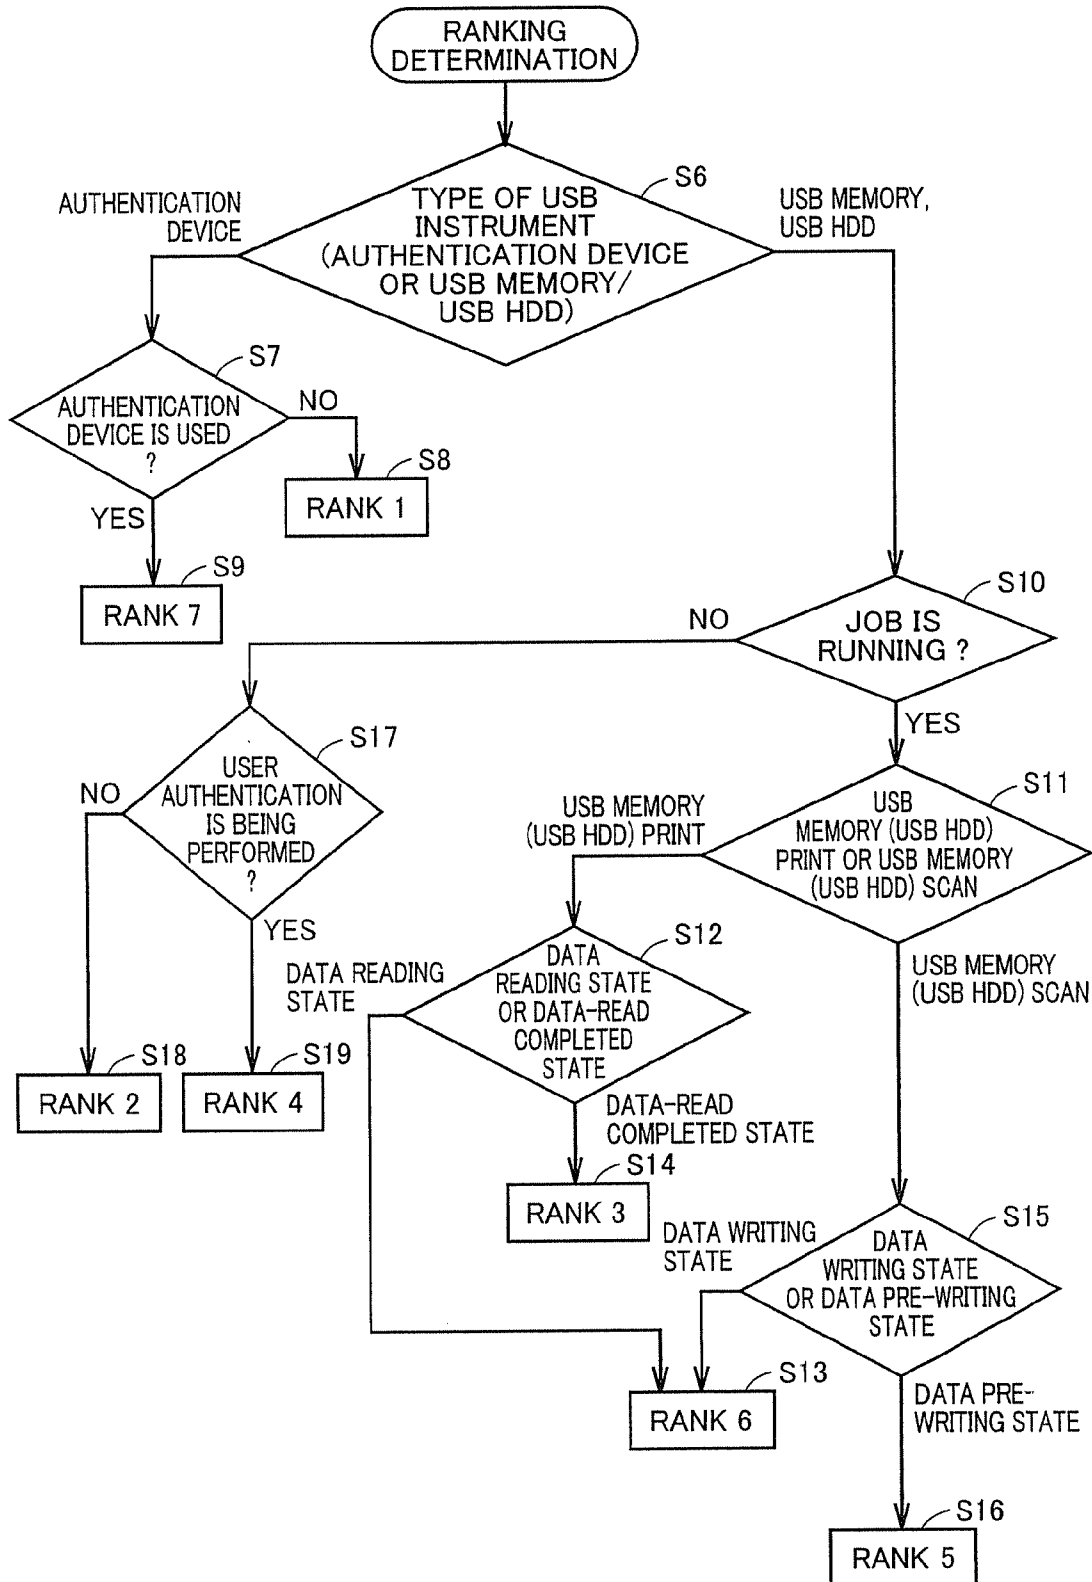 RANKING
DETERMINATION
S6
TYPE OF USB
INSTRUMENT
(AUTHENTICATION DEVICE
OR USB MEMORY/
USB HDD)
AUTHENTICATION
DEVICE
USB MEMORY,
USB HDD
S7
AUTHENTICATION
DEVICE IS USED
?
NO
S8
RANK 1
YES
S9
RANK 7
S10
JOB IS
RUNNING ?
NO
YES
S17
USER
AUTHENTICATION
IS BEING
PERFORMED
?
NO
YES
S18
RANK 2
S19
RANK 4
S11
USB
MEMORY (USB HDD)
PRINT OR USB MEMORY
(USB HDD) SCAN
USB MEMORY
(USB HDD) PRINT
USB MEMORY
(USB HDD) SCAN
S12
DATA
READING STATE
OR DATA-READ
COMPLETED
STATE
DATA READING
STATE
DATA-READ
COMPLETED STATE
S14
RANK 3
S15
DATA
WRITING STATE
OR DATA PRE-WRITING
STATE
DATA WRITING
STATE
S13
RANK 6
DATA PRE-
WRITING STATE
S16
RANK 5